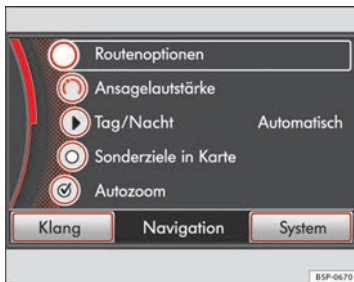 Routenoptionen
Ansagelautstärke
Tag/Nacht Automatisch
Sonderziele in Karte
Autozoom
Klang Navigation System
B5P-0670